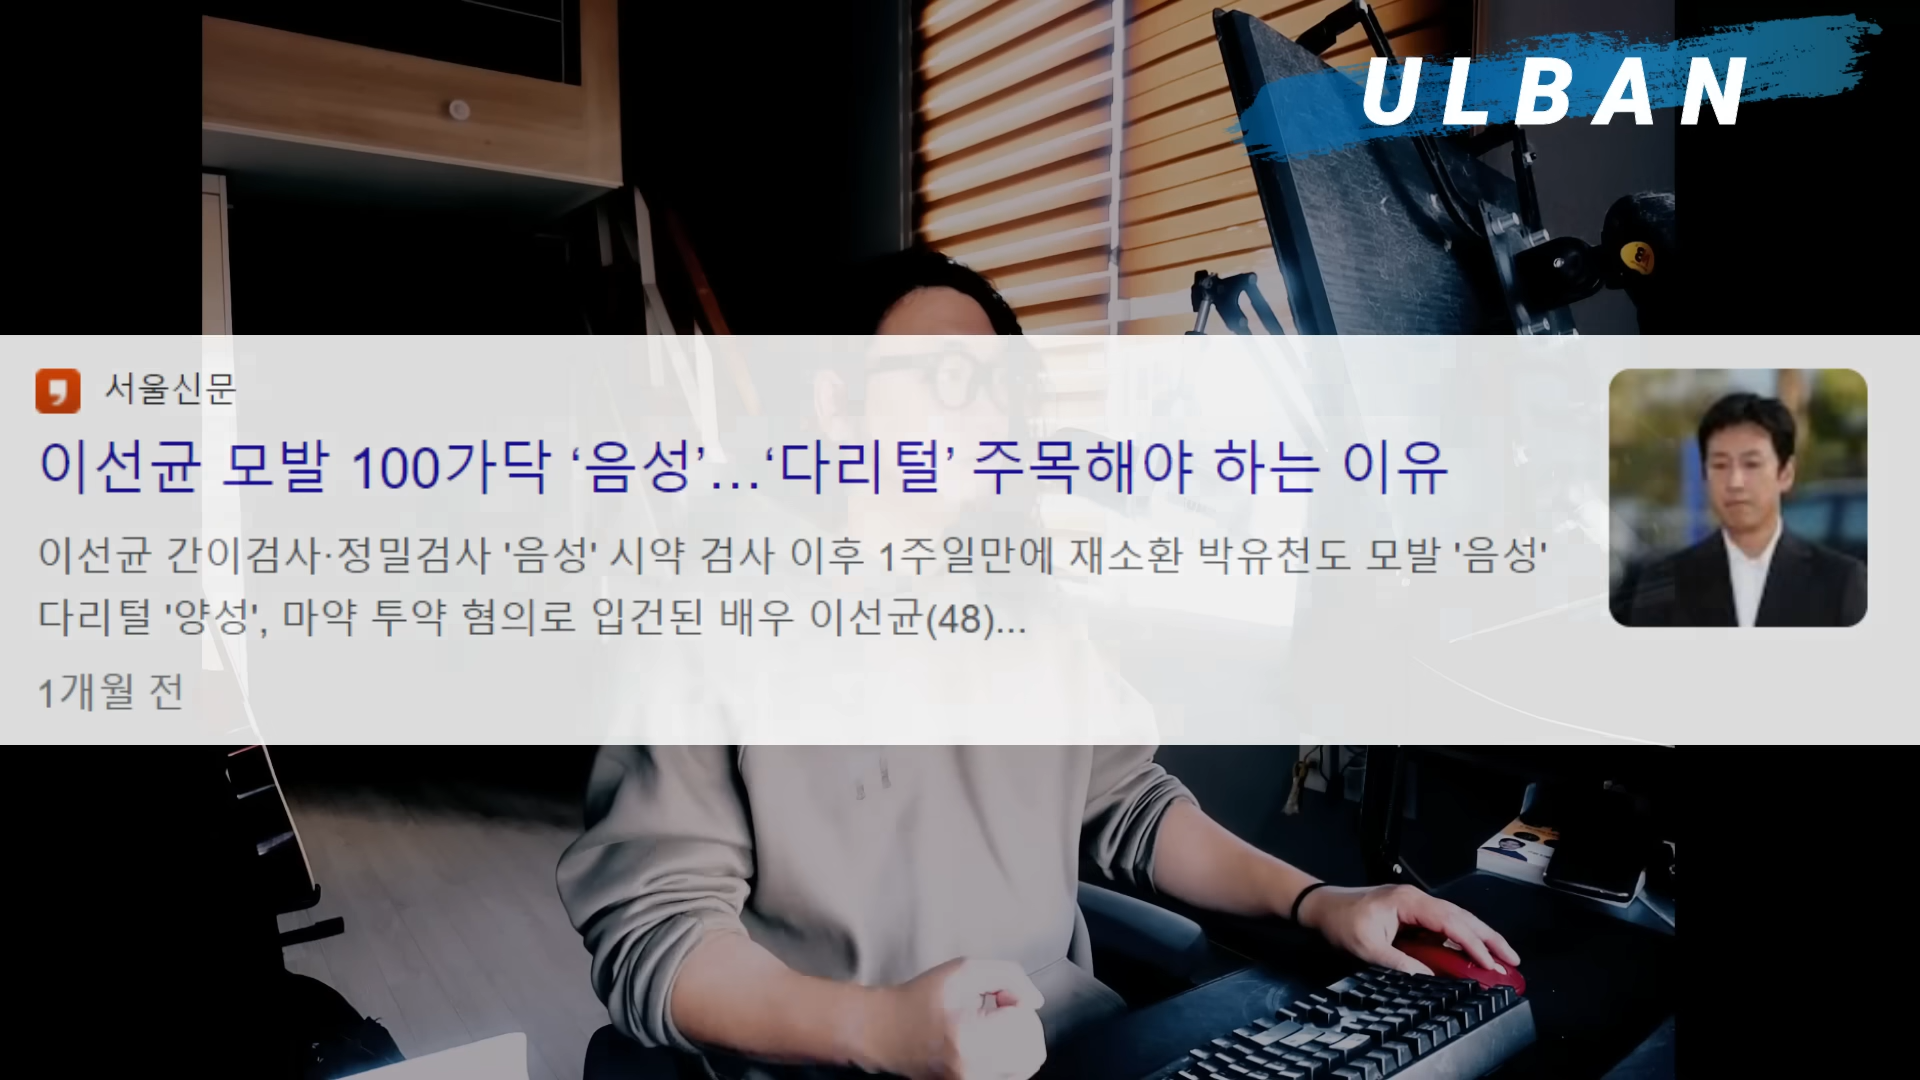 ULBAN
서울신문
이선균 모발 100가닥 ‘음성’…‘다리털’ 주목해야 하는 이유
이선균 간이검사·정밀검사 '음성' 시약 검사 이후 1주일만에 재소환 박유천도 모발 '음성'
다리털 '양성', 마약 투약 혐의로 입건된 배우 이선균(48)...
1개월 전